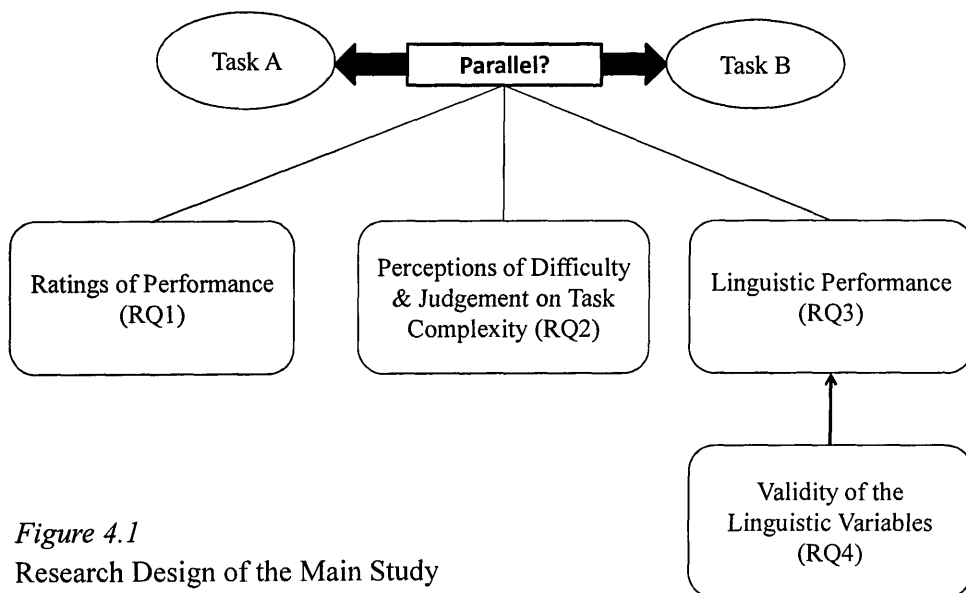 Task A
Parallel?
Task B
Ratings of Performance
(RQ1)
Perceptions of Difficulty
& Judgement on Task
Complexity (RQ2)
Linguistic Performance
(RQ3)
Validity of the
Linguistic Variables
(RQ4)
Figure 4.1
Research Design of the Main Study